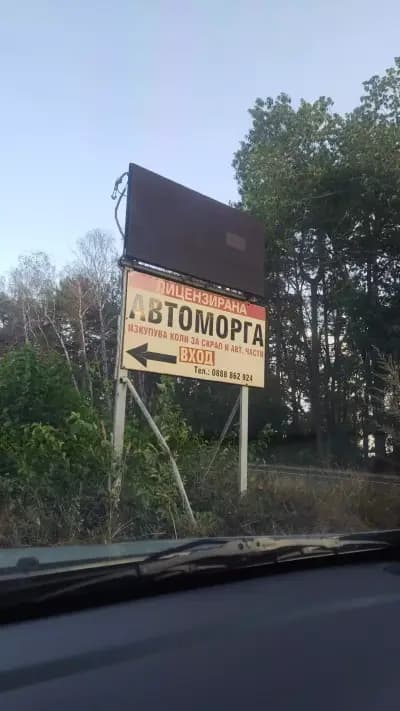 ЛИЦЕНЗИРАНА
АВТОМОРГА
ИЗКУПУВА КОЛИ ЗА СКРАП И АВТ. ЧАСТИ
ВХОД
Тел.: 0888 862 924